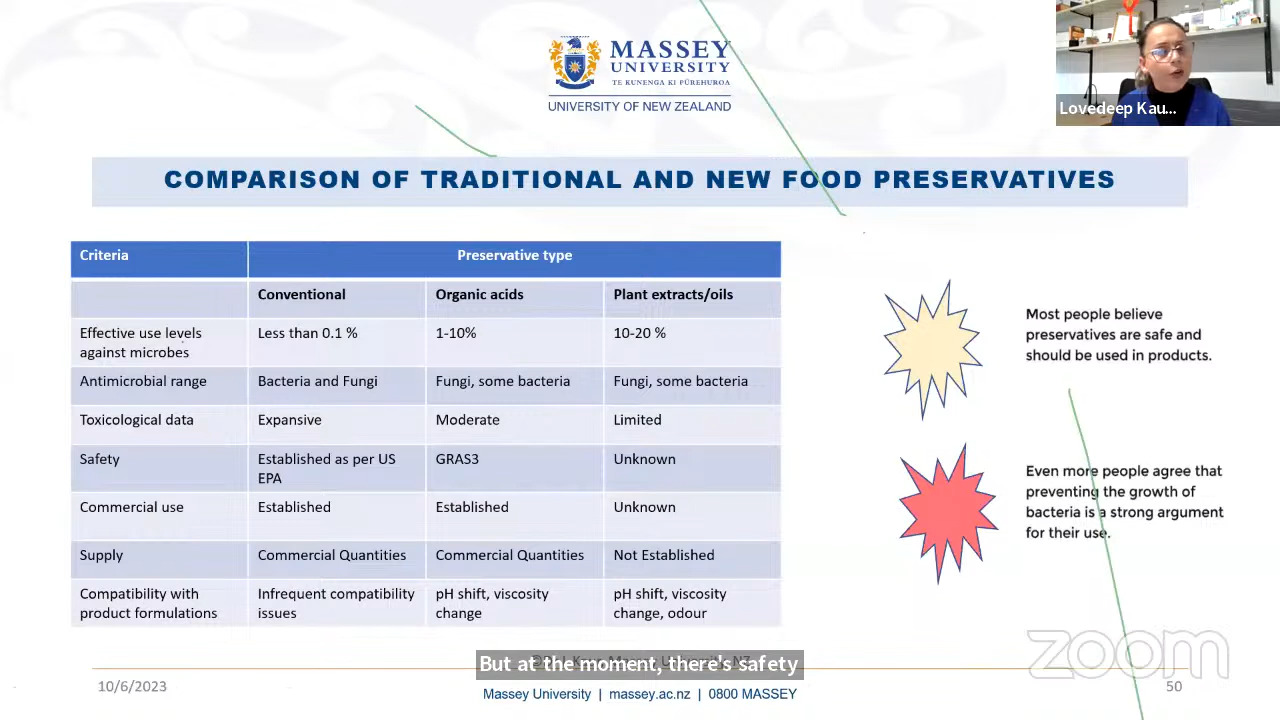 MASSEY
UNIVERSITY
TE KUNENGA KI PŪREHUROA
UNIVERSITY OF NEW ZEALAND
Lovedeep Kau...
COMPARISON OF TRADITIONAL AND NEW FOOD PRESERVATIVES
Criteria Preservative type
Conventional Organic acids Plant extracts/oils
Effective use levels against microbes Less than 0.1 % 1-10% 10-20 %
Antimicrobial range Bacteria and Fungi Fungi, some bacteria Fungi, some bacteria
Toxicological data Expansive Moderate Limited
Safety Established as per US EPA GRAS3 Unknown
Commercial use Established Established Unknown
Supply Commercial Quantities Commercial Quantities Not Established
Compatibility with product formulations Infrequent compatibility issues pH shift, viscosity change pH shift, viscosity change, odour
Most people believe
preservatives are safe and
should be used in products.
Even more people agree that
preventing the growth of
bacteria is a strong argument
for their use.
But at the moment, there's safety
zoom
10/6/2023
Massey University | massey.ac.nz | 0800 MASSEY
50